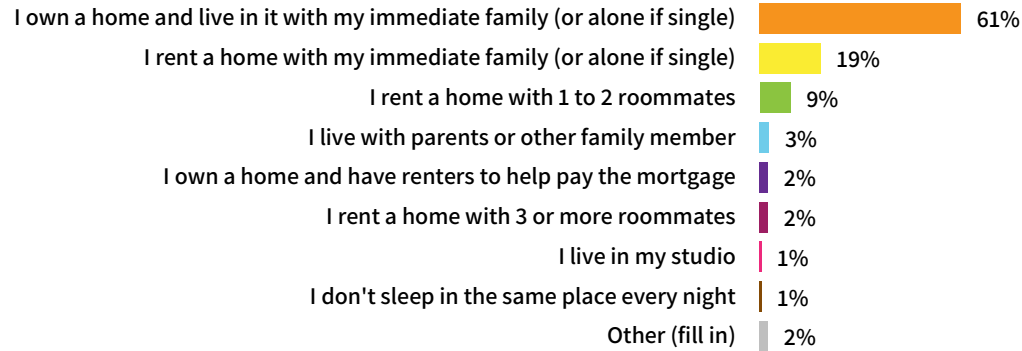 I own a home and live in it with my immediate family (or alone if single) 61%
I rent a home with my immediate family (or alone if single) 19%
I rent a home with 1 to 2 roommates 9%
I live with parents or other family member 3%
I own a home and have renters to help pay the mortgage 2%
I rent a home with 3 or more roommates 2%
I live in my studio 1%
I don't sleep in the same place every night 1%
Other (fill in) 2%